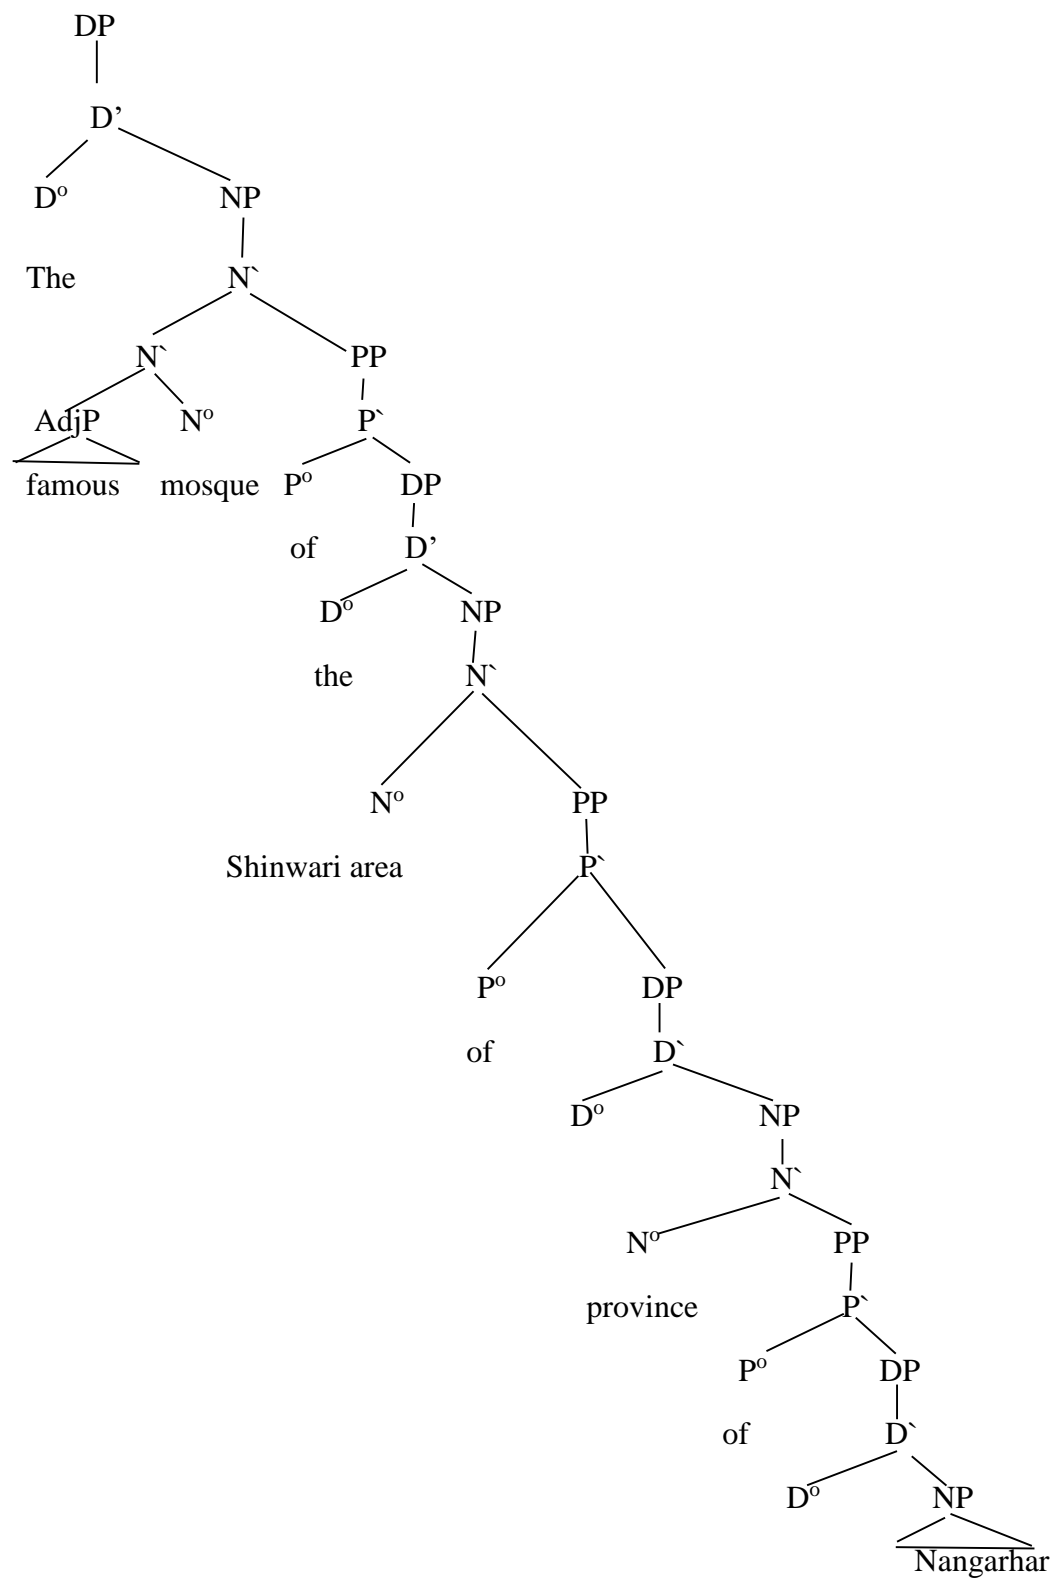 DP
D’
Dº NP
The N`
N` PP
AdjP Nº P`
famous mosque Pº DP
of D’
Dº NP
the N`
Nº PP
Shinwari area P`
Pº DP
of D`
Dº NP
N`
Nº PP
province P`
Pº DP
of D`
Dº NP
Nangarhar